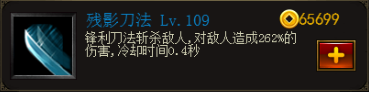 残影刀法 Lv.109
65699
锋利刀法斩杀敌人,对敌人造成262%的
伤害,冷却时间0.4秒